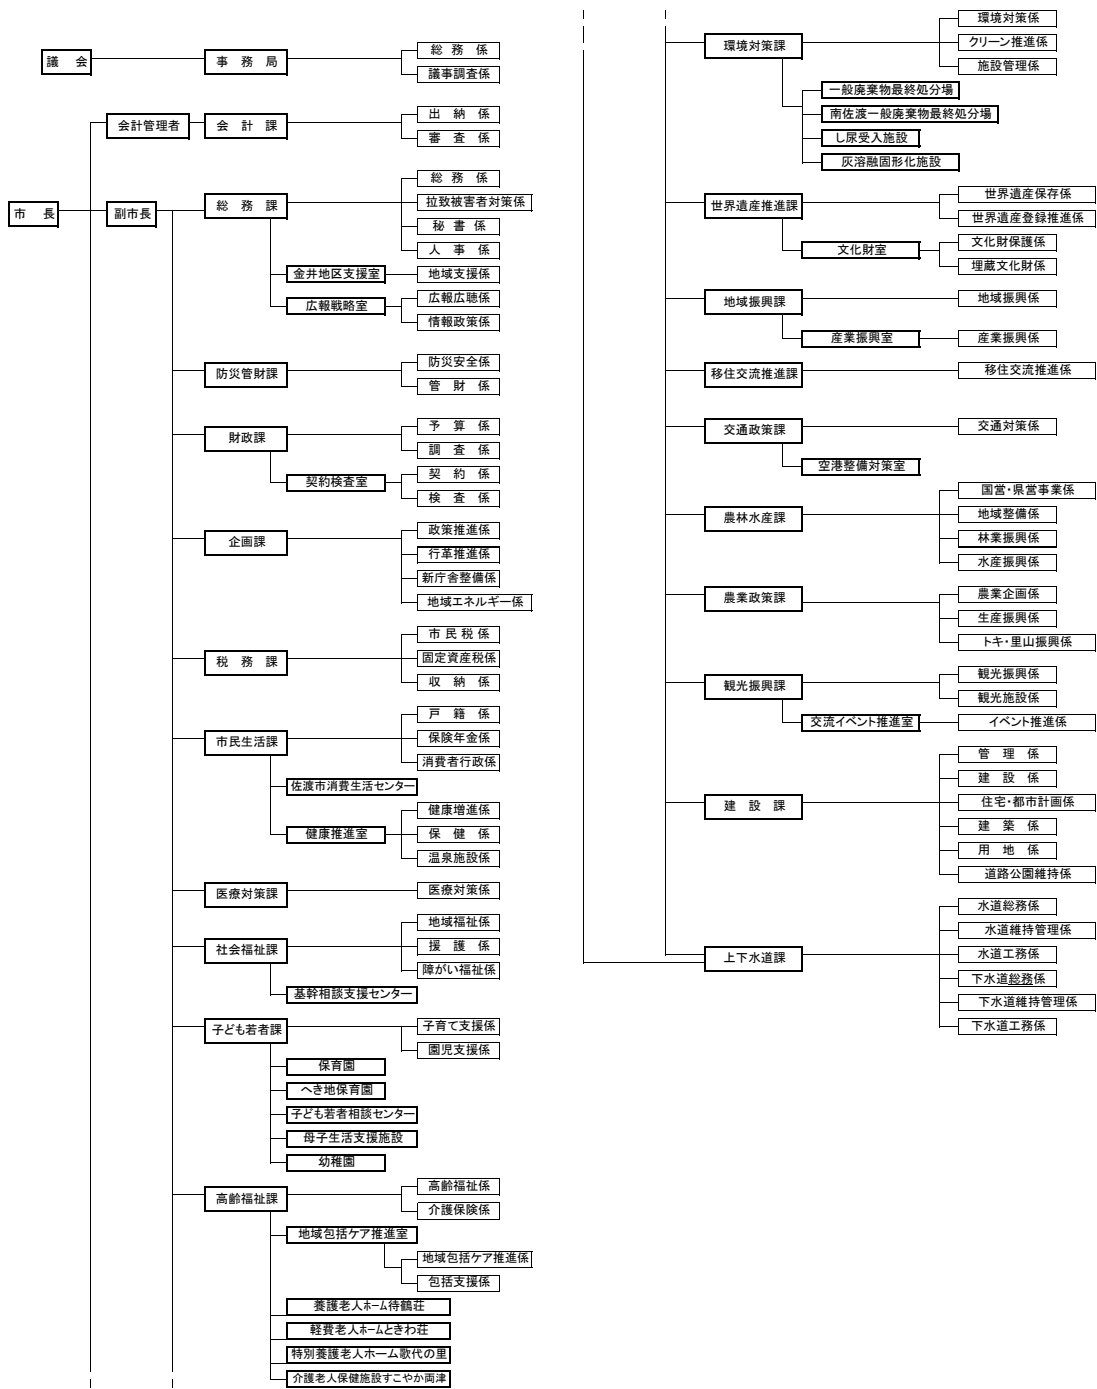 議　会
事　務　局
総　務　係
議事調査係
会計管理者
会　計　課
出　納　係
審　査　係
市　長
副市長
総　務　課
総　務　係
拉致被害者対策係
秘　書　係
人　事　係
金井地区支援室
地域支援係
広報戦略室
広報広聴係
情報政策係
防災管財課
防災安全係
管　財　係
財政課
予　算　係
調　査　係
契約検査室
契　約　係
検　査　係
企画課
政策推進係
行革推進係
新庁舎整備係
地域エネルギー係
税　務　課
市 民 税 係
固定資産税係
収　納　係
市民生活課
戸　籍　係
保険年金係
消費者行政係
佐渡市消費生活センター
健康推進室
健康増進係
保　健　係
温泉施設係
医療対策課
医療対策係
社会福祉課
地域福祉係
援　護　係
障がい福祉係
基幹相談支援センター
子ども若者課
子育て支援係
園児支援係
保育園
へき地保育園
子ども若者相談センター
母子生活支援施設
幼稚園
高齢福祉課
高齢福祉係
介護保険係
地域包括ケア推進室
地域包括ケア推進係
包括支援係
養護老人ホーム待鶴荘
軽費老人ホームときわ荘
特別養護老人ホーム歌代の里
介護老人保健施設すこやか両津
環境対策課
環境対策係
クリーン推進係
施設管理係
一般廃棄物最終処分場
南佐渡一般廃棄物最終処分場
し尿受入施設
灰溶融固形化施設
世界遺産推進課
世界遺産保存係
世界遺産登録推進係
文化財室
文化財保護係
埋蔵文化財係
地域振興課
地域振興係
産業振興室
産業振興係
移住交流推進課
移住交流推進係
交通政策課
交通対策係
空港整備対策室
農林水産課
国営・県営事業係
地域整備係
林業振興係
水産振興係
農業政策課
農業企画係
生産振興係
トキ・里山振興係
観光振興課
観光振興係
観光施設係
交流イベント推進室
イベント推進係
建　設　課
管　理　係
建　設　係
住宅・都市計画係
建　築　係
用　地　係
道路公園維持係
上下水道課
水道総務係
水道維持管理係
水道工務係
下水道総務係
下水道維持管理係
下水道工務係